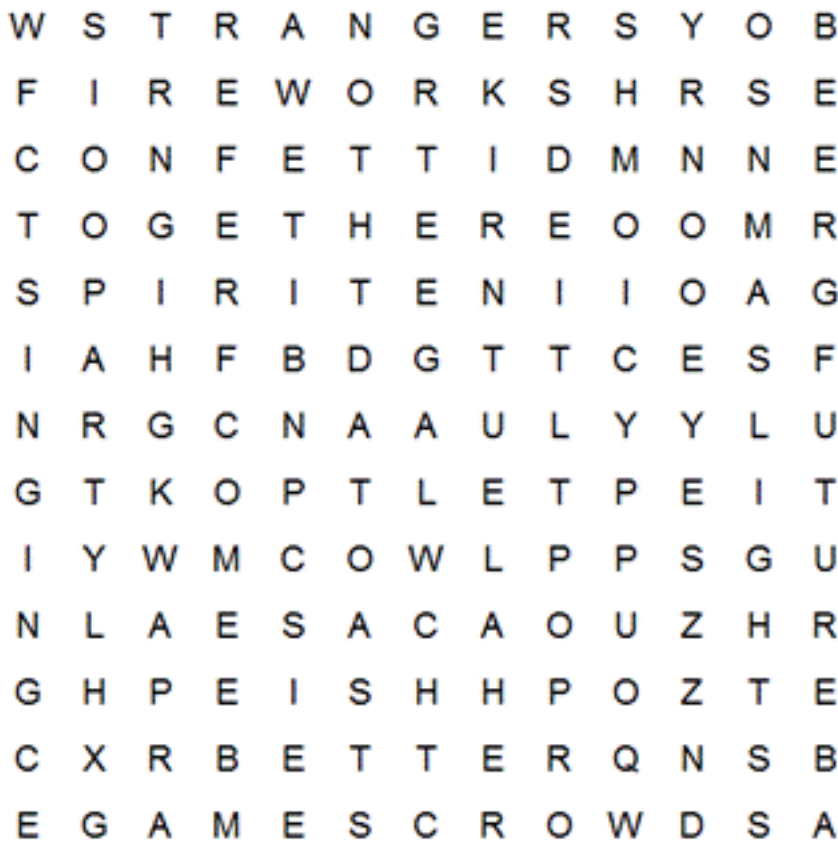 W S T R A N G E R S Y O B
F I R E W O R K S H R S E
C O N F E T T I D M N N E
T O G E T H E R E O O M R
S P I R I T E N I I O A G
I A H F B D G T T C E S F
N R G C N A A U L Y Y L U
G T K O P T L E T P E I T
I Y W M C O W L P P S G U
N L A E S A C A O U Z H R
G H P E I S H H P O Z T E
C X R B E T T E R Q N S B
E G A M E S C R O W D S A